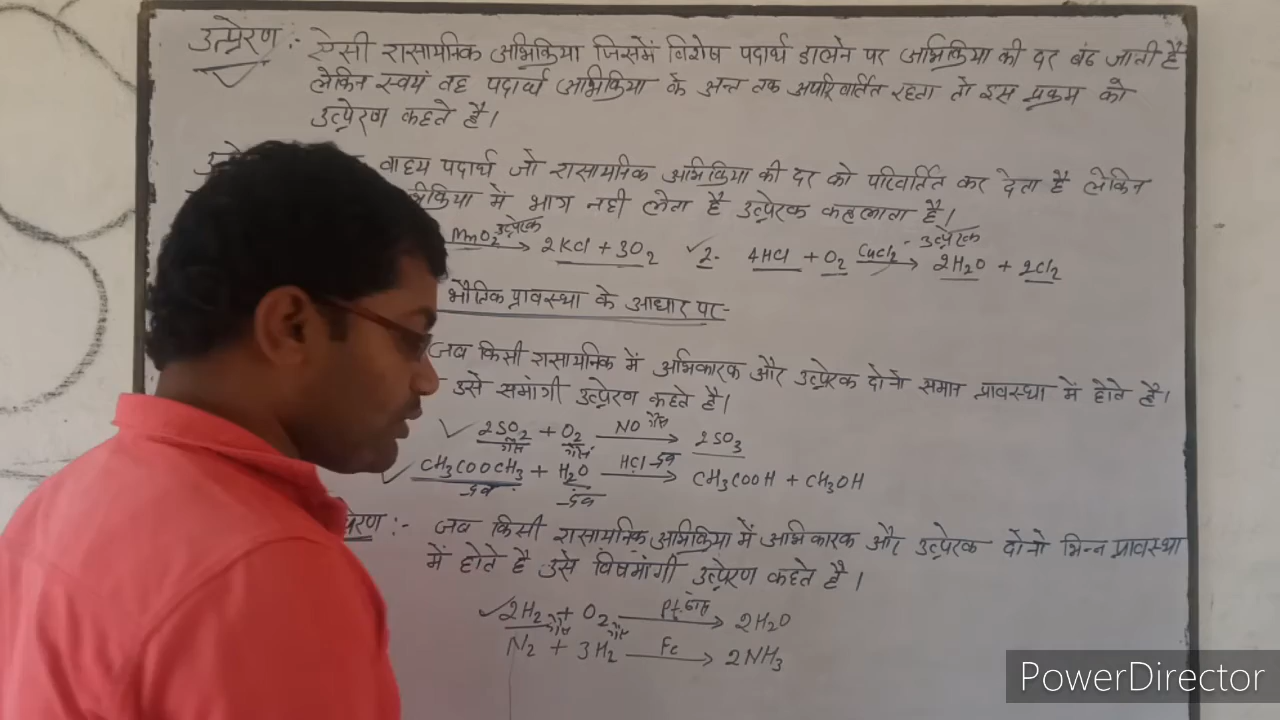 उत्प्रेरण :- ऐसी रासायनिक अभिक्रिया जिसमें विशेष पदार्थ डालने पर अभिक्रिया की दर बढ जाती है
लेकिन स्वयं वह पदार्थ अभिक्रिया के अन्त तक अपरिवर्तित रहता तो इस प्रक्रम को
उत्प्रेरण कहते है।
वाह्य पदार्थ जो रासायनिक अभिक्रिया की दर को परिवर्तित कर देता है लेकिन
में भाग नही लेता है उत्प्रेरक कहलाता है।
MnO2 उत्प्रेरक → 2KCl + 3O2 2. 4HCl + O2 CuCl2 - उत्प्रेरक → 2H2O + 2Cl2
भौतिक प्रावस्था के आधार पर-
जब किसी रासायनिक में अभिकारक और उत्प्रेरक दोनो समान प्रावस्था में होते है।
उसे समांगी उत्प्रेरण कहते है।
2SO2 गैस + O2 गैस NO गैस → 2SO3
CH3COOCH3 द्रव + H2O द्रव HCl द्रव → CH3COOH + CH3OH
रण :- जब किसी रासायनिक अभिक्रिया में अभिकारक और उत्प्रेरक दोनो भिन्न प्रावस्था
में होते है उसे विषमांगी उत्प्रेरण कहते है।
2H2 गैस + O2 गैस Pt → 2H2O
N2 + 3H2 Fe → 2NH3
PowerDirector